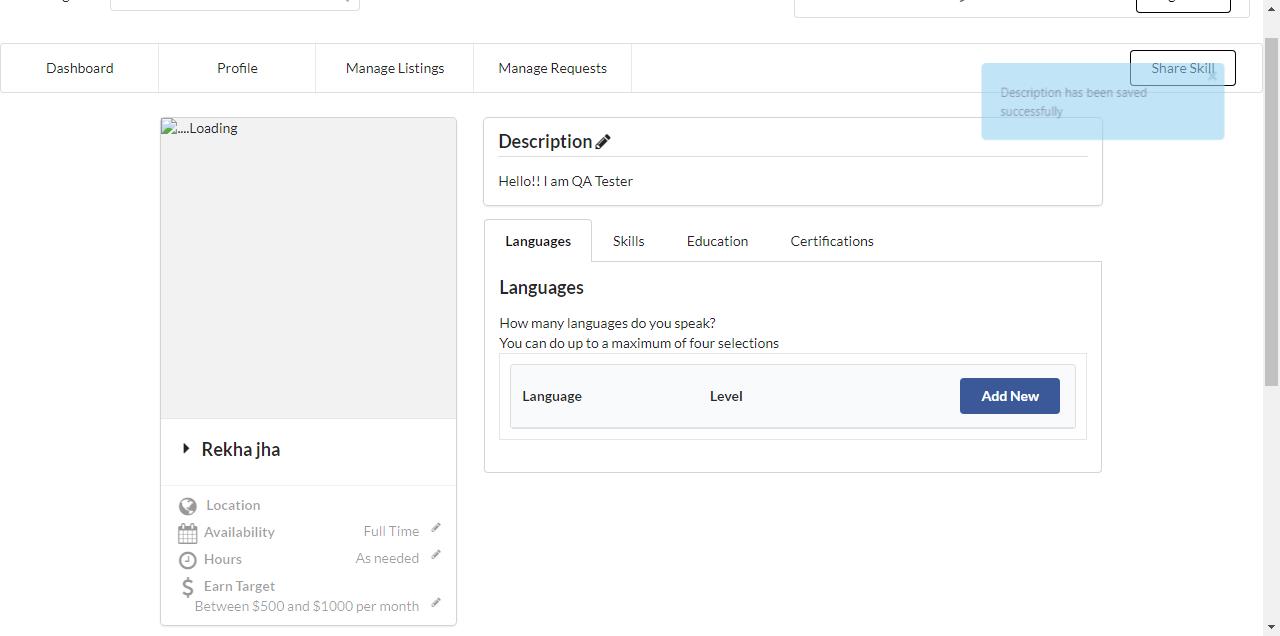 Dashboard
Profile
Manage Listings
Manage Requests
Share Skill
x
Description has been saved
successfully
....Loading
Description
Hello!! I am QA Tester
Languages
Skills
Education
Certifications
Languages
How many languages do you speak?
You can do up to a maximum of four selections
Language
Level
Add New
Rekha jha
Location
Availability
Full Time
Hours
As needed
Earn Target
Between $500 and $1000 per month